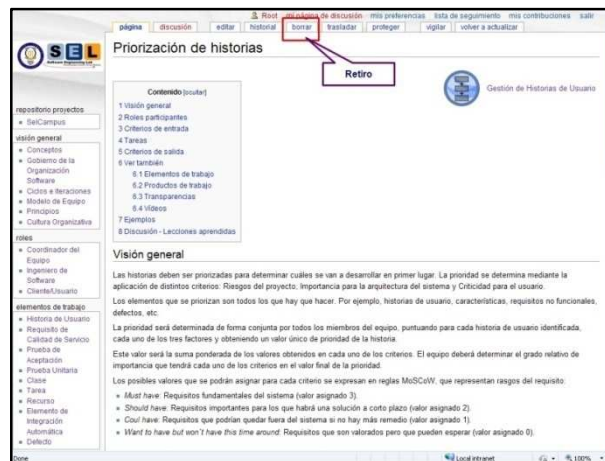 Root mi página de discusión mis preferencias lista de seguimiento mis contribuciones salir
página discusión editar historial borrar trasladar proteger vigilar volver a actualizar
SEL
Software Engineering Lab
Priorización de historias
Retiro
Gestión de Historias de Usuario
Contenido [ocultar]
1 Visión general
2 Roles participantes
3 Criterios de entrada
4 Tareas
5 Criterios de salida
6 Ver también
6.1 Elementos de trabajo
6.2 Productos de trabajo
6.3 Transparencias
6.4 Vídeos
7 Ejemplos
8 Discusión - Lecciones aprendidas
repositorio proyectos
SelCampus
visión general
Conceptos
Gobierno de la
Organización
Software
Ciclos e Iteraciones
Modelo de Equipo
Principios
Cultura Organizativa
roles
Coordinador del
Equipo
Ingeniero de
Software
Cliente/Usuario
elementos de trabajo
Historia de Usuario
Requisito de
Calidad de Servicio
Prueba de
Aceptación
Prueba Unitaria
Clase
Tarea
Recurso
Elemento de
Integración
Automática
Defecto
Visión general
Las historias deben ser priorizadas para determinar cuáles se van a desarrollar en primer lugar. La prioridad se determina mediante la
aplicación de distintos criterios: Riesgos del proyecto, Importancia para la arquitectura del sistema y Criticidad para el usuario.
Los elementos que se priorizan son todos los que hay que hacer. Por ejemplo, historias de usuario, características, requisitos no funcionales,
defectos, etc.
La prioridad será determinada de forma conjunta por todos los miembros del equipo, puntuando para cada historia de usuario identificada,
cada uno de los tres factores y obteniendo un valor único de prioridad de la historia.
Este valor será la suma ponderada de los valores obtenidos en cada uno de los criterios. El equipo deberá determinar el grado relativo de
importancia que tendrá cada uno de los criterios en el valor final de la prioridad.
Los posibles valores que se podrán asignar para cada criterio se expresan en reglas MoSCoW, que representan rasgos del requisito:
Must have: Requisitos fundamentales del sistema (valor asignado 3).
Should have: Requisitos importantes para los que habrá una solución a corto plazo (valor asignado 2).
Coul have: Requisitos que podrían quedar fuera del sistema si no hay más remedio (valor asignado 1).
Want to have but won't have this time around: Requisitos que son valorados pero que pueden esperar (valor asignado 0).
Done Local intranet 100%